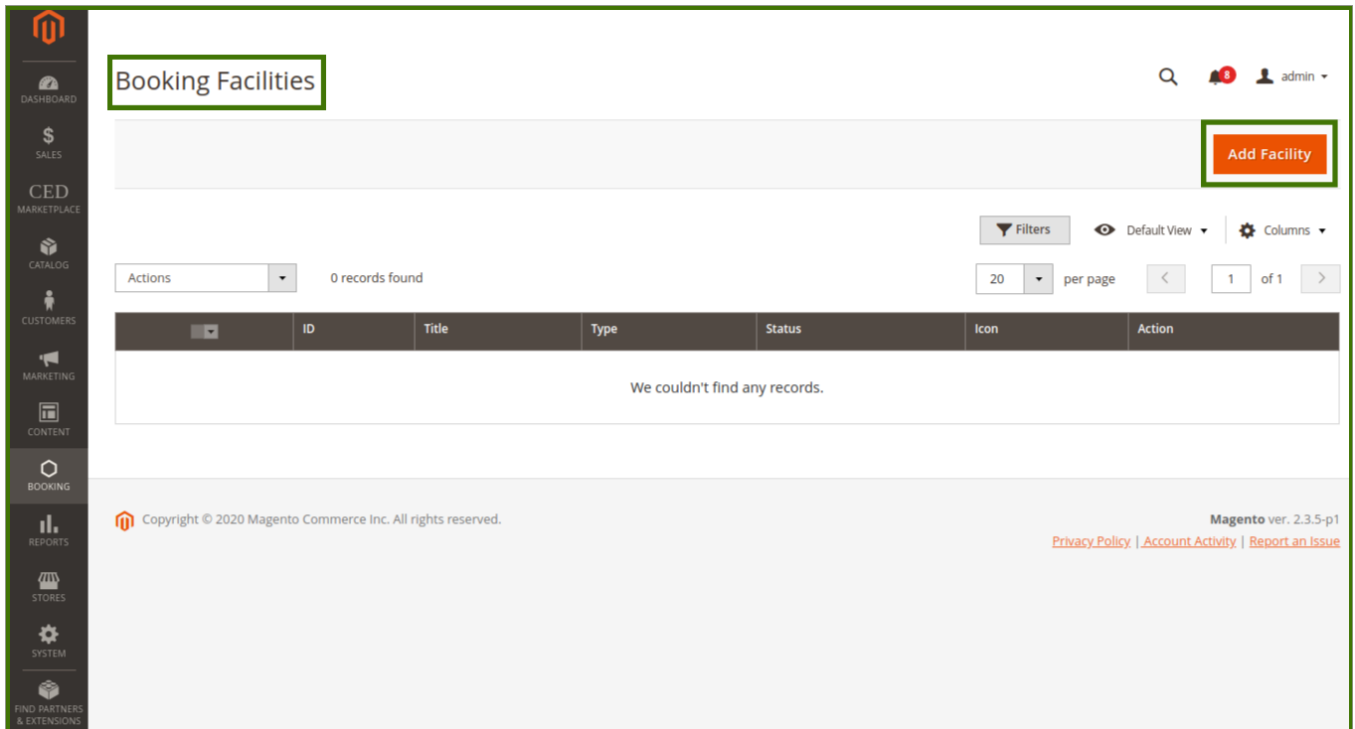 Booking Facilities
8
admin
DASHBOARD
$
SALES
Add Facility
CED
MARKETPLACE
Filters
Default View
Columns
CATALOG
Actions
0 records found
20
per page
1
of 1
CUSTOMERS
ID Title Type Status Icon Action
MARKETING
We couldn't find any records.
CONTENT
BOOKING
Copyright © 2020 Magento Commerce Inc. All rights reserved.
Magento ver. 2.3.5-p1
REPORTS
Privacy Policy | Account Activity | Report an Issue
STORES
SYSTEM
FIND PARTNERS
& EXTENSIONS